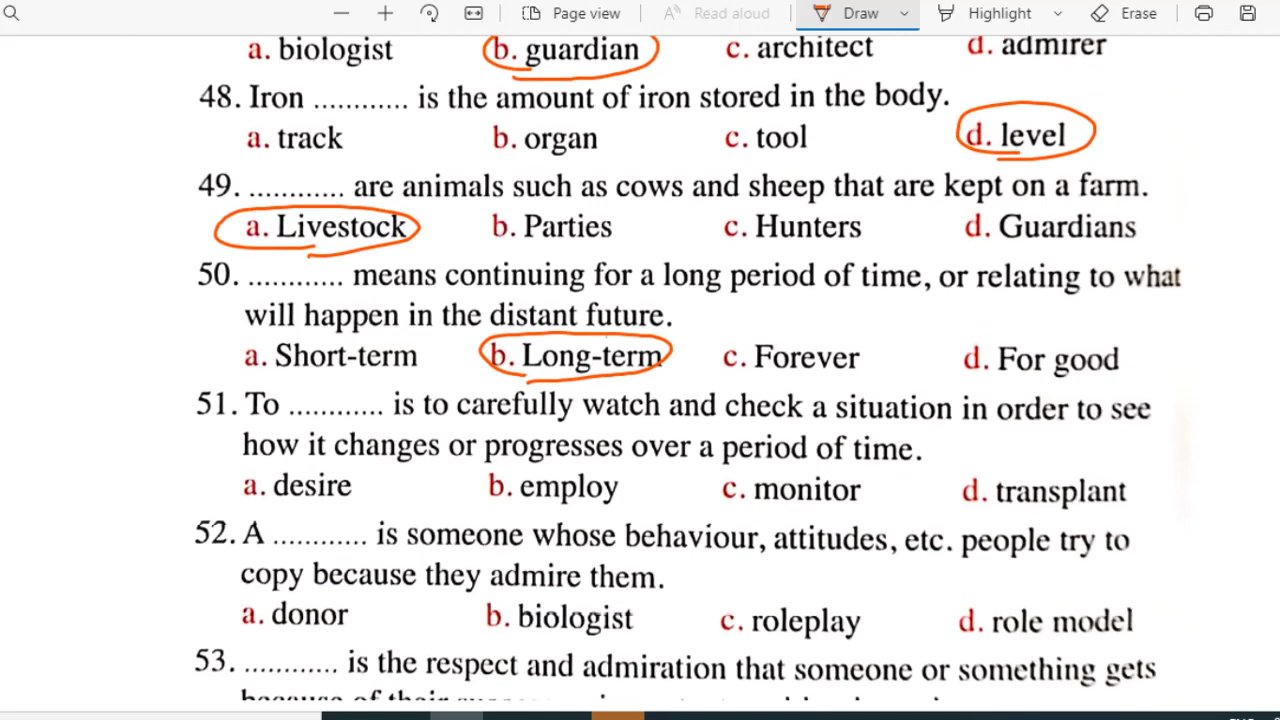 Page view
Read aloud
Draw
Highlight
Erase
a. biologist b. guardian c. architect d. admirer
48. Iron ............ is the amount of iron stored in the body.
a. track b. organ c. tool d. level
49. ............ are animals such as cows and sheep that are kept on a farm.
a. Livestock b. Parties c. Hunters d. Guardians
50. ............ means continuing for a long period of time, or relating to what
will happen in the distant future.
a. Short-term b. Long-term c. Forever d. For good
51. To ............ is to carefully watch and check a situation in order to see
how it changes or progresses over a period of time.
a. desire b. employ c. monitor d. transplant
52. A ............ is someone whose behaviour, attitudes, etc. people try to
copy because they admire them.
a. donor b. biologist c. roleplay d. role model
53. ............ is the respect and admiration that someone or something gets
because of their